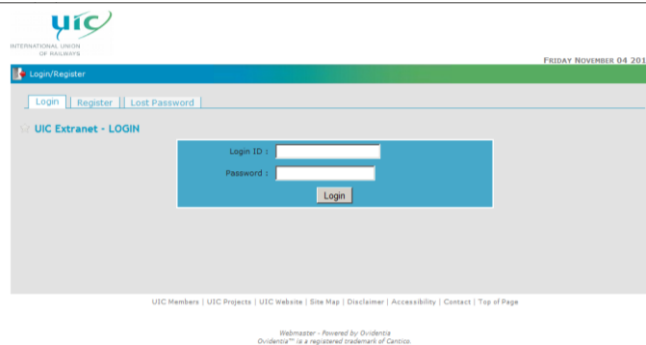 uic
INTERNATIONAL UNION
OF RAILWAYS
FRIDAY NOVEMBER 04 201
Login/Register
Login Register Lost Password
UIC Extranet - LOGIN
Login ID :
Password :
Login
UIC Members | UIC Projects | UIC Website | Site Map | Disclaimer | Accessibility | Contact | Top of Page
Webmaster - Powered by Ovidentia
Ovidentia™ is a registered trademark of Cantico.